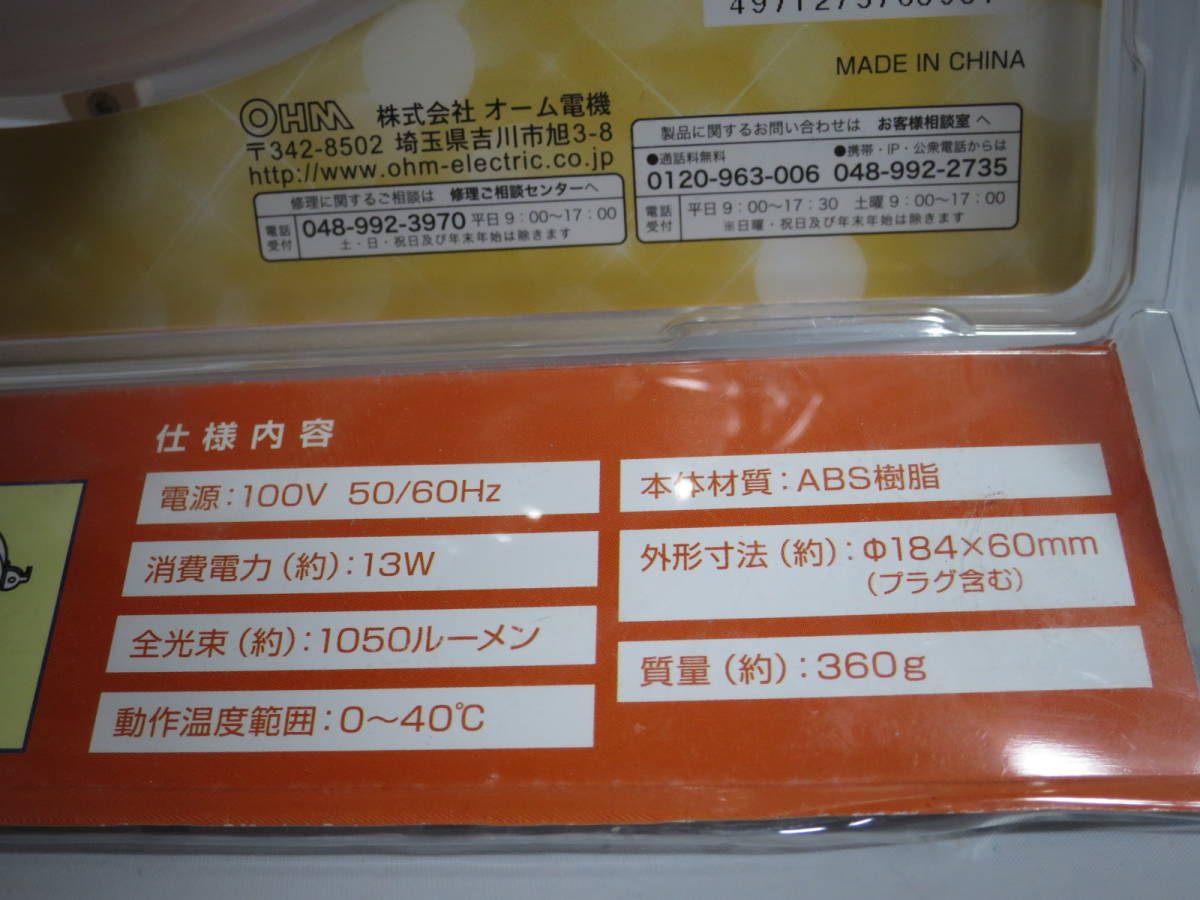 MADE IN CHINA
OHM 株式会社 オーム電機
〒342-8502 埼玉県吉川市旭3-8
http://www.ohm-electric.co.jp
修理に関するご相談は 修理ご相談センターへ
電話受付 048-992-3970 平日 9:00〜17:00
土・日・祝日及び年末年始は除きます
製品に関するお問い合わせは お客様相談室 へ
●通話料無料 ●携帯・IP・公衆電話からは
0120-963-006 048-992-2735
電話受付 平日 9:00〜17:30 土曜 9:00〜17:00
※日曜・祝日及び年末年始は除きます
仕様内容
電源:100V 50/60Hz
消費電力(約):13W
全光束(約):1050ルーメン
動作温度範囲:0〜40℃
本体材質:ABS樹脂
外形寸法(約):Φ184×60mm
(プラグ含む)
質量(約):360g